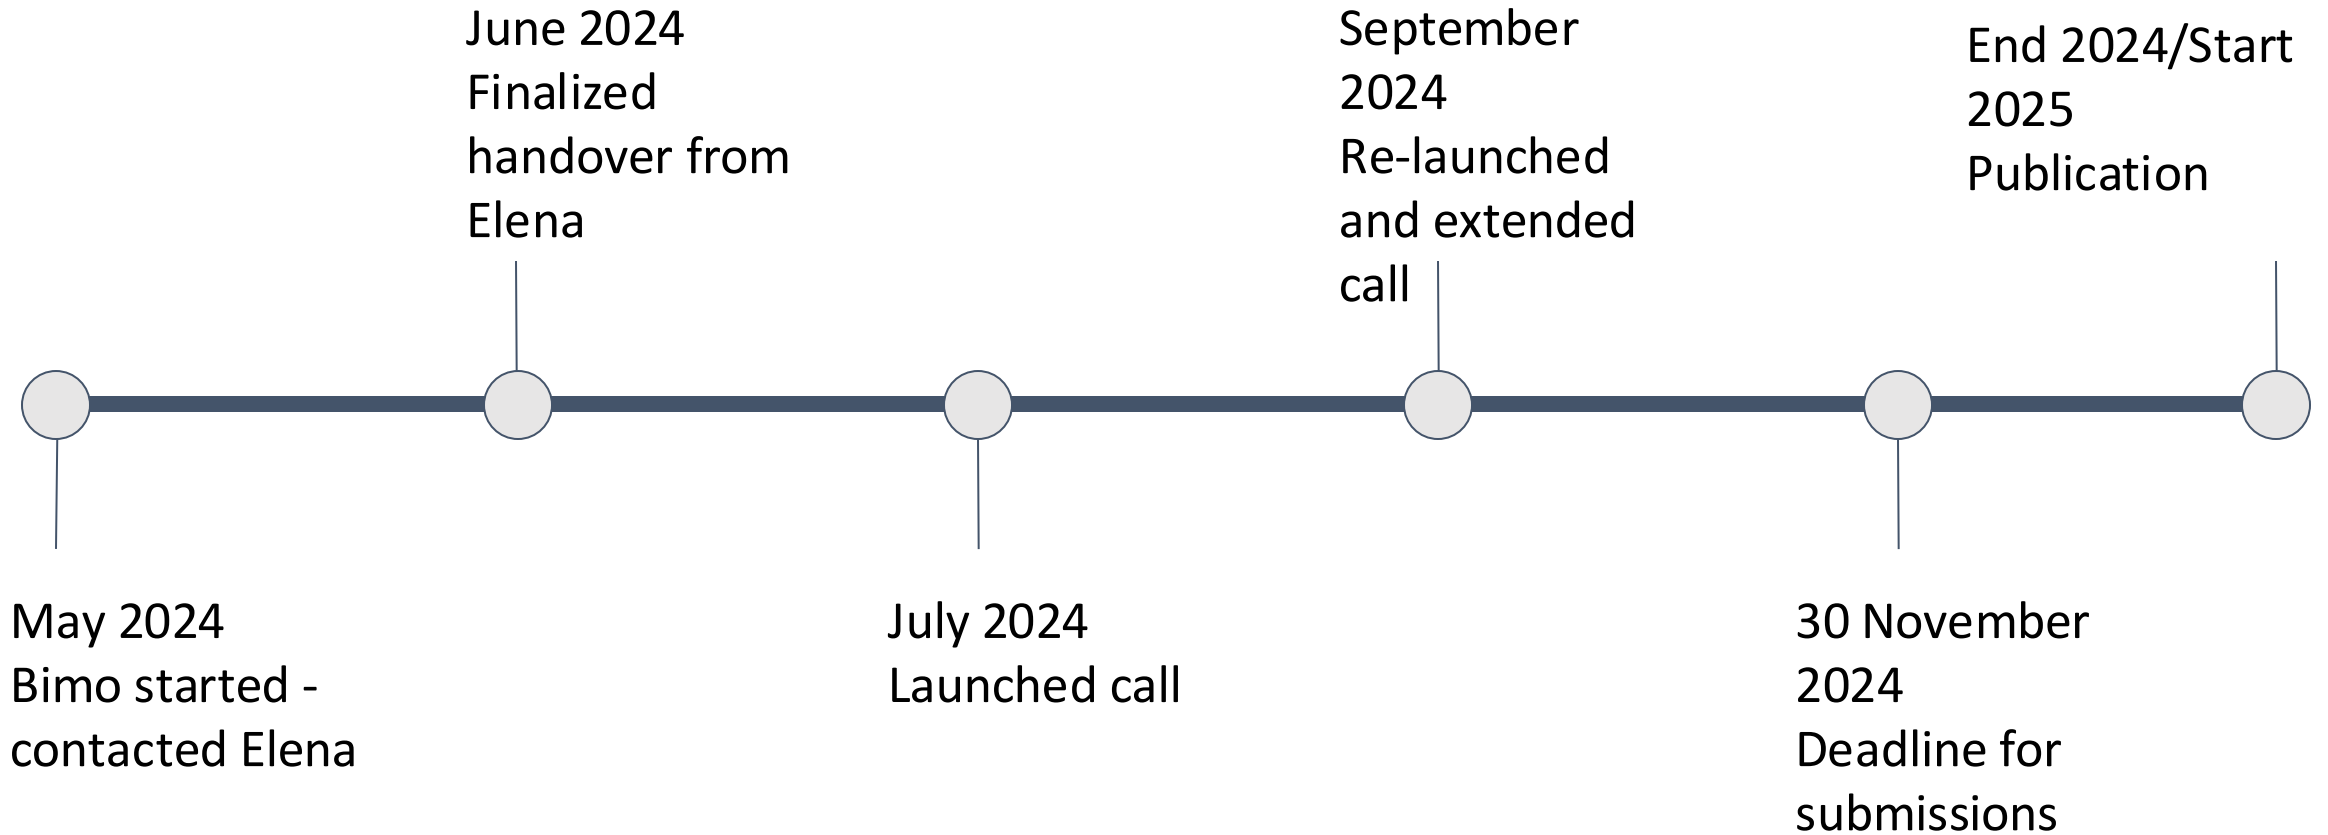 June 2024
Finalized
handover from
Elena
September
2024
Re-launched
and extended
call
End 2024/Start
2025
Publication
May 2024
Bimo started -
contacted Elena
July 2024
Launched call
30 November
2024
Deadline for
submissions